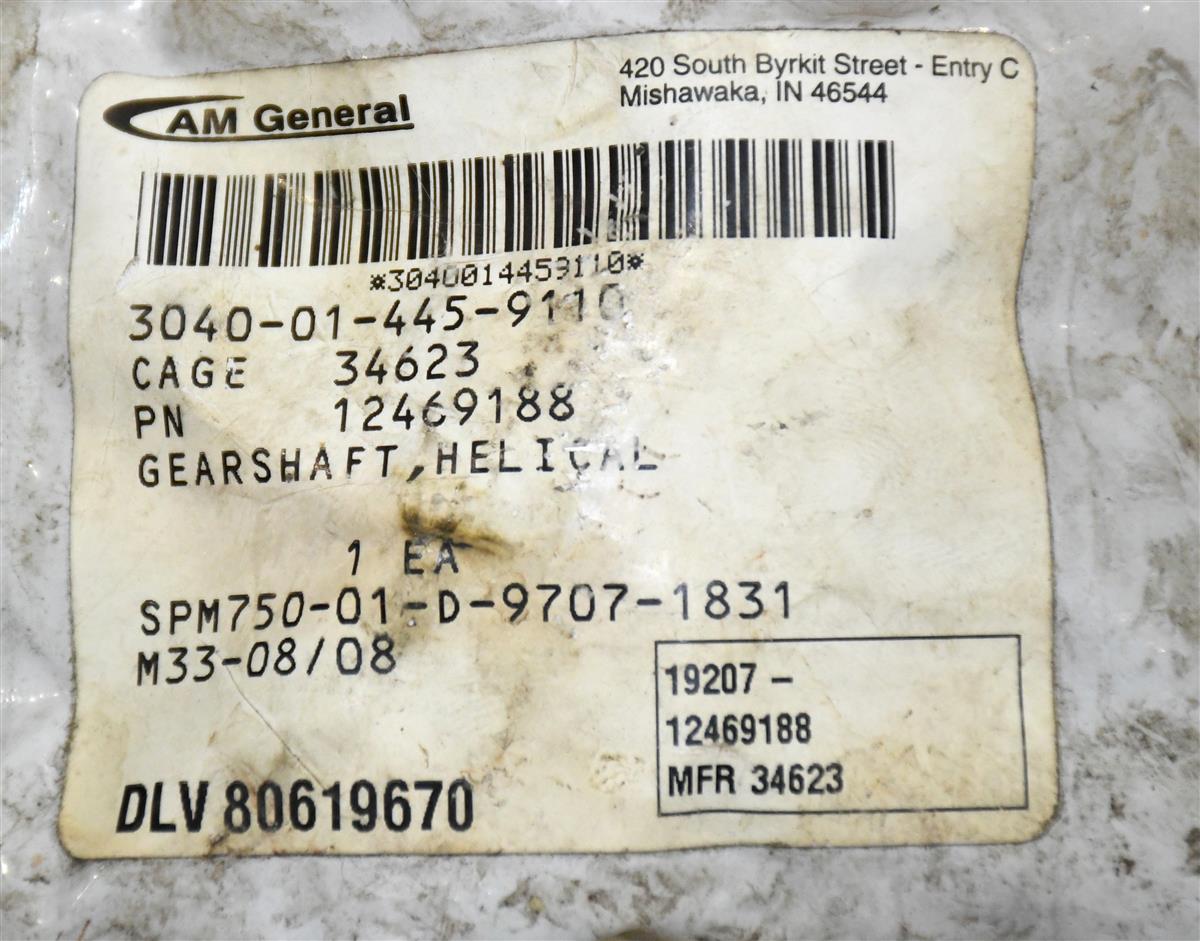 AM General
420 South Byrkit Street - Entry C
Mishawaka, IN 46544
*3040014459110*
3040-01-445-9110
CAGE 34623
PN 12469188
GEARSHAFT,HELICAL
1 EA
SPM750-01-D-9707-1831
M33-08/08
19207 -
12469188
MFR 34623
DLV 80619670